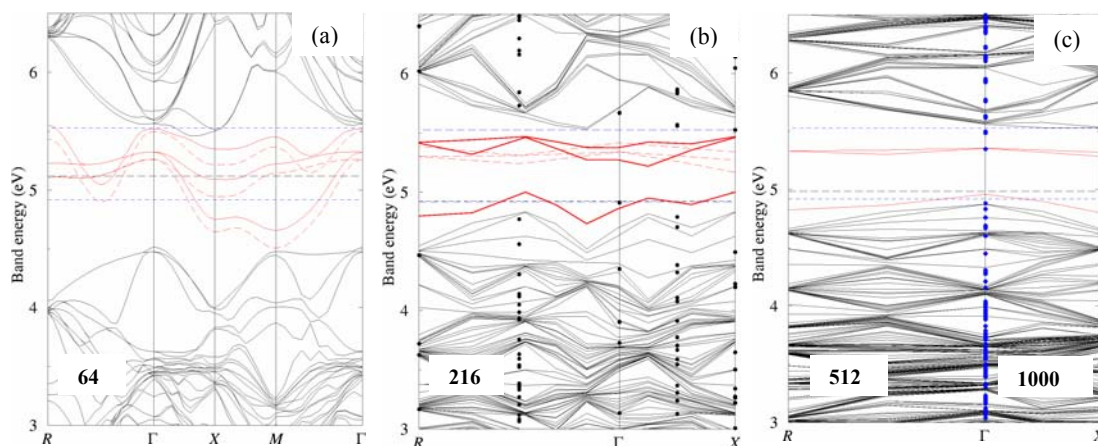 (a)
Band energy (eV)
6
5
4
3
64
R Γ X M Γ
(b)
Band energy (eV)
6
5
4
3
216
R Γ X
(c)
Band energy (eV)
6
5
4
3
512
1000
R Γ X